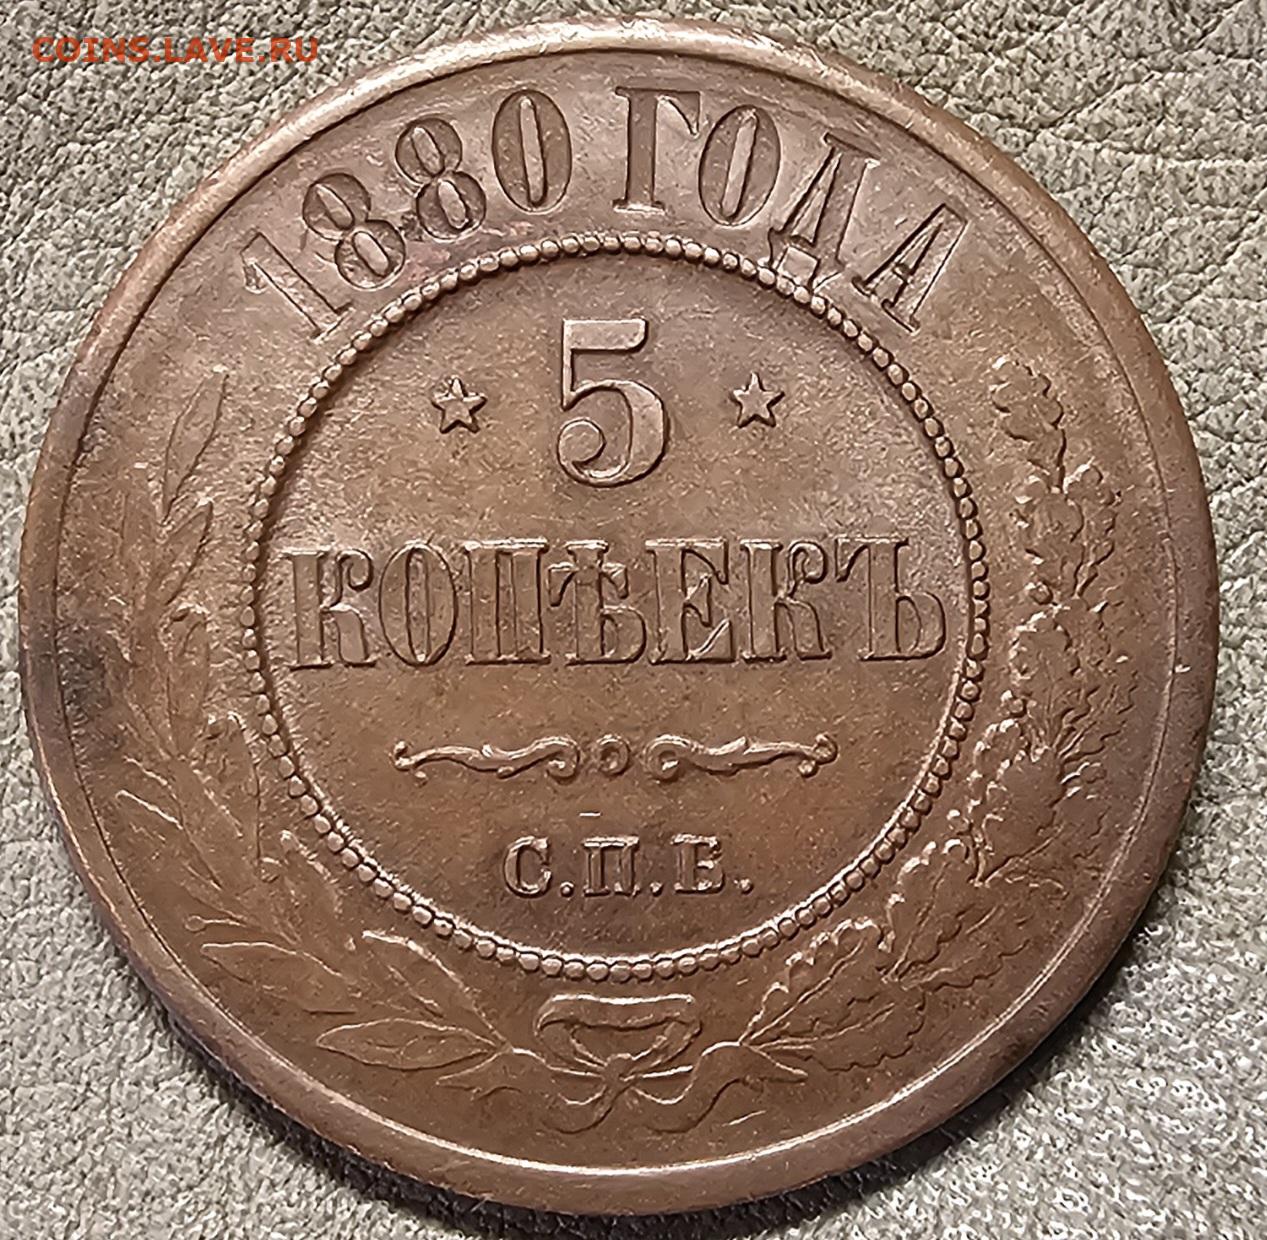 COINS.LAVE.RU
1880 ГОДА
5
КОПѢЕКЪ
С.П.Б.